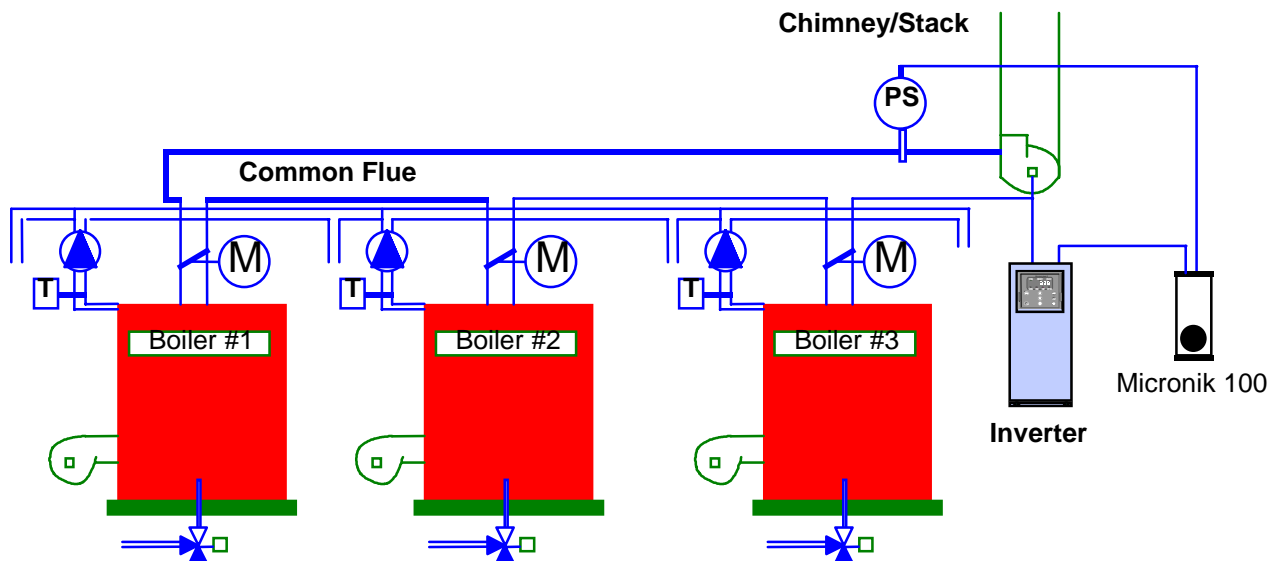 Chimney/Stack
PS
Common Flue
M
M
M
T
T
T
Boiler #1
Boiler #2
Boiler #3
Micronik 100
Inverter